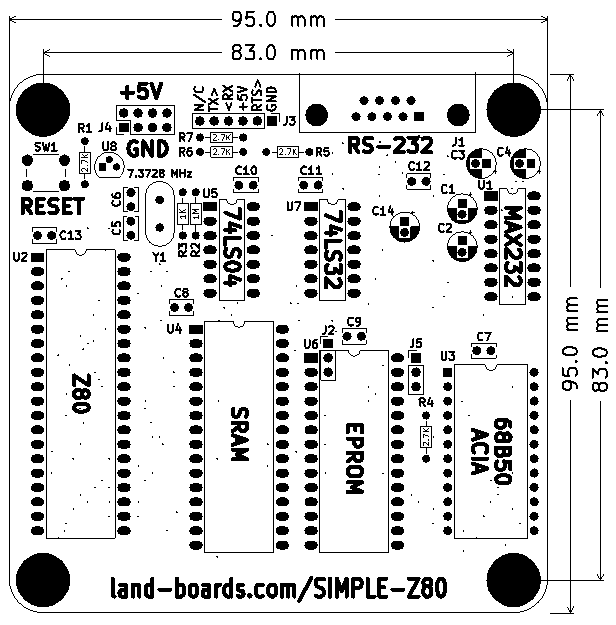 95.0 mm
83.0 mm
+5V
N/C
TX>
<RX
+5V
RTS>
GND
J4
J3
R1
SW1
2.7K
U8
GND
R7
2.7K
R6
2.7K
2.7K
R5
RS-232
J1
C3
C4
7.3728 MHz
C10
C11
C12
U1
RESET
C6
C5
Y1
1K
1M
R3
R2
U5
74LS04
U7
74LS32
C14
C1
C2
MAX232
C13
U2
C8
U4
J2
C9
U6
J5
C7
U3
95.0 mm
83.0 mm
Z80
SRAM
EPROM
R4
2.7K
68B50
ACIA
land-boards.com/SIMPLE-Z80